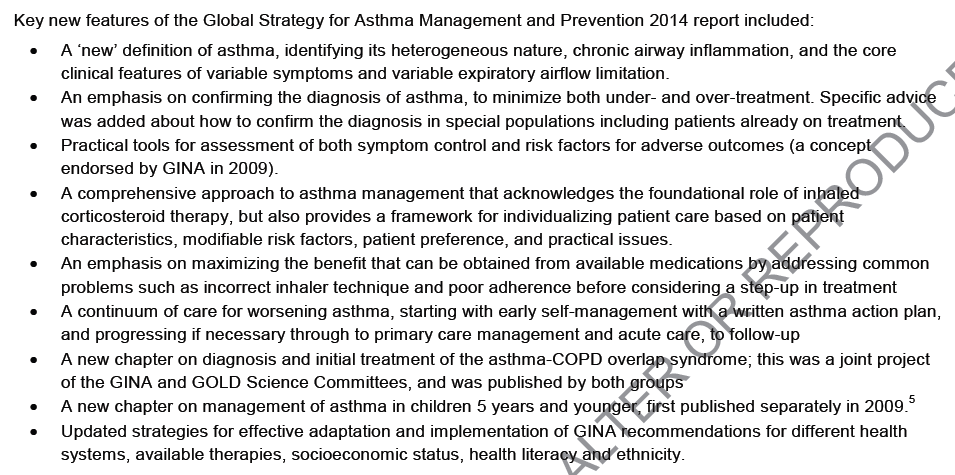 Key new features of the Global Strategy for Asthma Management and Prevention 2014 report included:
• A ‘new’ definition of asthma, identifying its heterogeneous nature, chronic airway inflammation, and the core
clinical features of variable symptoms and variable expiratory airflow limitation.
• An emphasis on confirming the diagnosis of asthma, to minimize both under- and over-treatment. Specific advice
was added about how to confirm the diagnosis in special populations including patients already on treatment.
• Practical tools for assessment of both symptom control and risk factors for adverse outcomes (a concept
endorsed by GINA in 2009).
• A comprehensive approach to asthma management that acknowledges the foundational role of inhaled
corticosteroid therapy, but also provides a framework for individualizing patient care based on patient
characteristics, modifiable risk factors, patient preference, and practical issues.
• An emphasis on maximizing the benefit that can be obtained from available medications by addressing common
problems such as incorrect inhaler technique and poor adherence before considering a step-up in treatment
• A continuum of care for worsening asthma, starting with early self-management with a written asthma action plan,
and progressing if necessary through to primary care management and acute care, to follow-up
• A new chapter on diagnosis and initial treatment of the asthma-COPD overlap syndrome; this was a joint project
of the GINA and GOLD Science Committees, and was published by both groups
• A new chapter on management of asthma in children 5 years and younger, first published separately in 2009.5
• Updated strategies for effective adaptation and implementation of GINA recommendations for different health
systems, available therapies, socioeconomic status, health literacy and ethnicity.
ALTER OR REPRODUCE